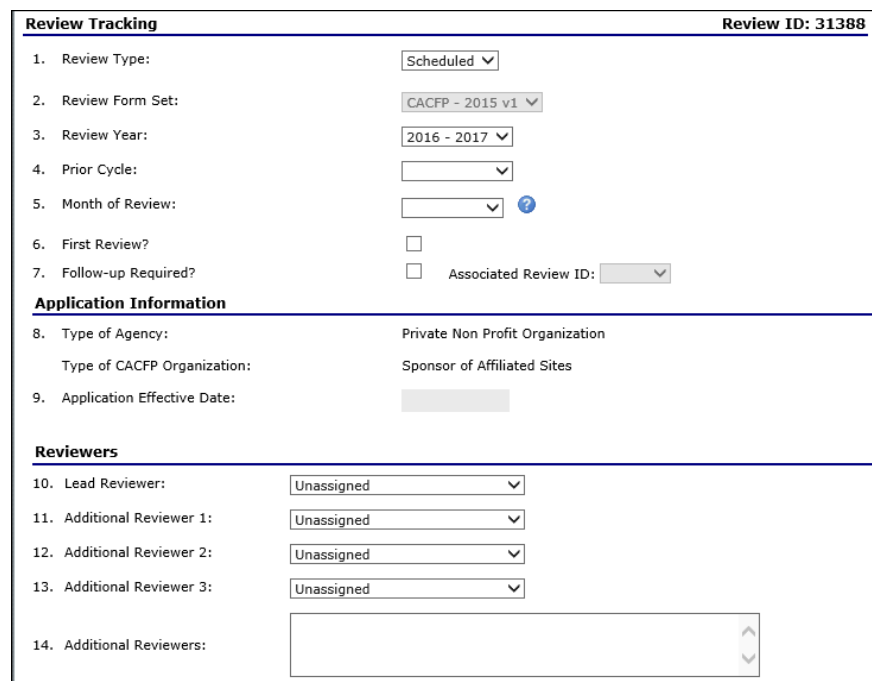 Review Tracking Review ID: 31388
1. Review Type: Scheduled
2. Review Form Set: CACFP - 2015 v1
3. Review Year: 2016 - 2017
4. Prior Cycle:
5. Month of Review: ?
6. First Review?
7. Follow-up Required? Associated Review ID:
Application Information
8. Type of Agency: Private Non Profit Organization
Type of CACFP Organization: Sponsor of Affiliated Sites
9. Application Effective Date:
Reviewers
10. Lead Reviewer: Unassigned
11. Additional Reviewer 1: Unassigned
12. Additional Reviewer 2: Unassigned
13. Additional Reviewer 3: Unassigned
14. Additional Reviewers: